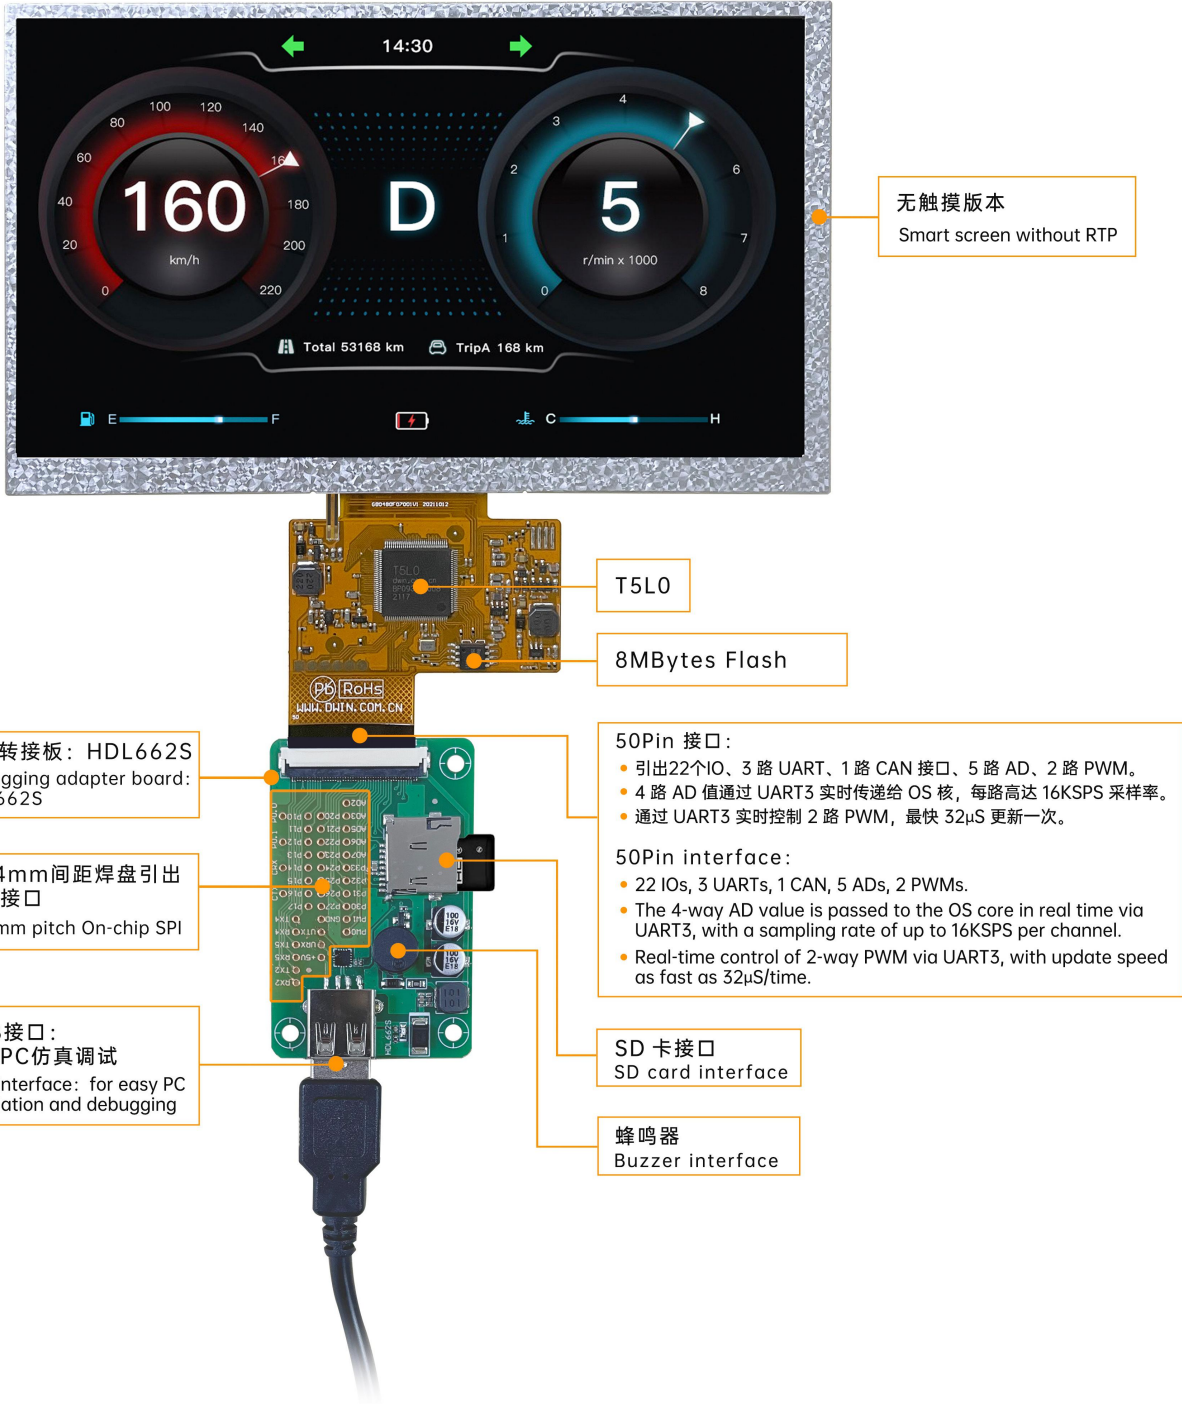 14:30
100 120
80 140
60 160
40 180
20 200
0 220
160
km/h
D
4
3
2 6
1 7
0 8
5
r/min x 1000
Total 53168 km TripA 168 km
E F
C H
无触摸版本
Smart screen without RTP
T5L0
8MBytes Flash
Pb RoHs
WWW.DWIN.COM.CN
转接板：HDL662S
gging adapter board:
662S
4mm间距焊盘引出
接口
mm pitch On-chip SPI
接口：
PC仿真调试
nterface: for easy PC
ation and debugging
50Pin 接口：
引出22个IO、3 路 UART、1 路 CAN 接口、5 路 AD、2 路 PWM。
4 路 AD 值通过 UART3 实时传递给 OS 核，每路高达 16KSPS 采样率。
通过 UART3 实时控制 2 路 PWM，最快 32μS 更新一次。
50Pin interface:
22 IOs, 3 UARTs, 1 CAN, 5 ADs, 2 PWMs.
The 4-way AD value is passed to the OS core in real time via
UART3, with a sampling rate of up to 16KSPS per channel.
Real-time control of 2-way PWM via UART3, with update speed
as fast as 32μS/time.
100
16V
E18
100
16V
E18
HDL662S
SD 卡接口
SD card interface
蜂鸣器
Buzzer interface